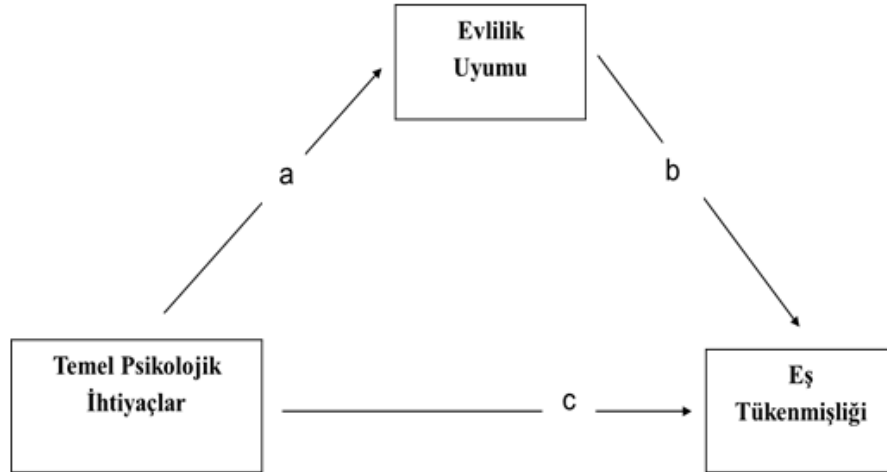 Evlilik
Uyumu
a
b
Temel Psikolojik
İhtiyaçlar
c
Eş
Tükenmişliği